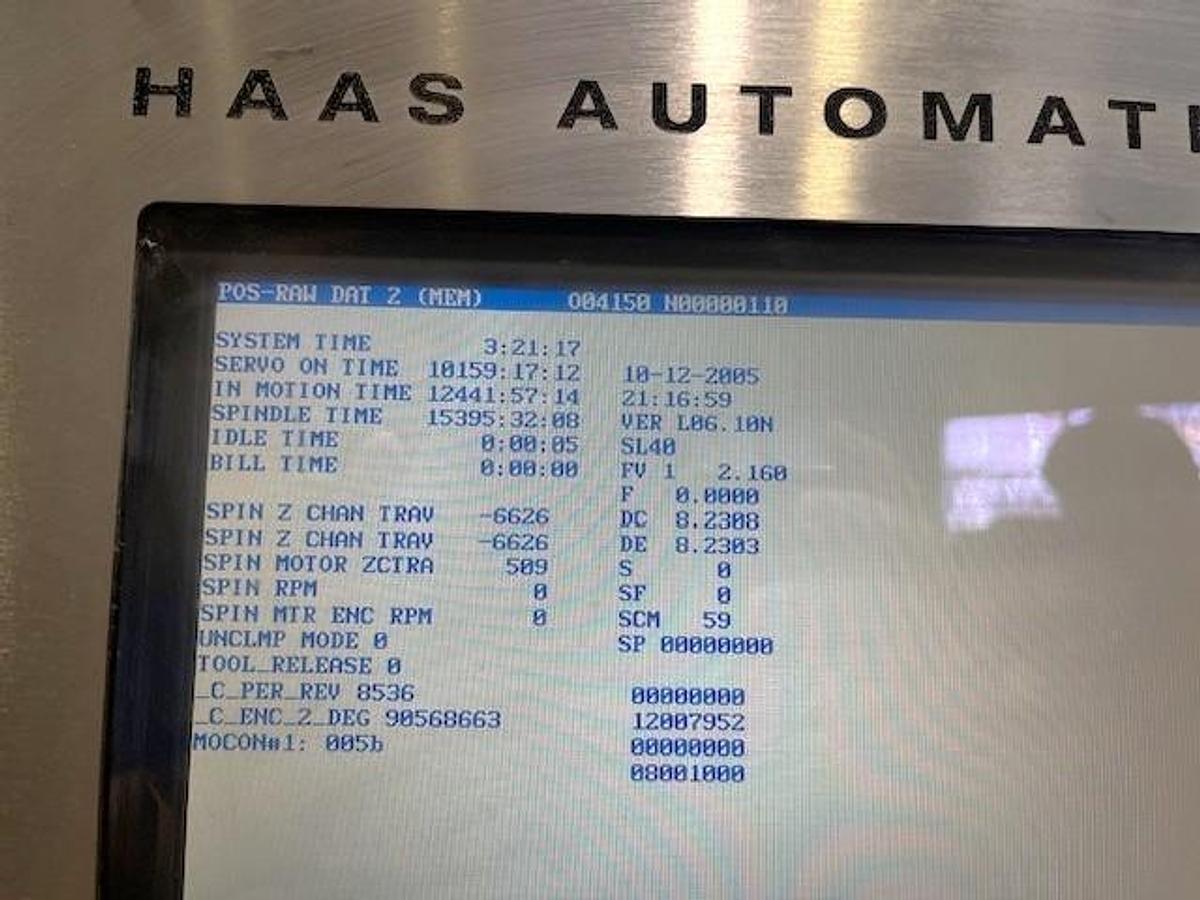 HAAS AUTOMATI
POS-RAW DAT 2 (MEM) O04150 N00000110
SYSTEM TIME 3:21:17
SERVO ON TIME 10159:17:12 10-12-2005
IN MOTION TIME 12441:57:14 21:16:59
SPINDLE TIME 15395:32:08 VER L06.10N
IDLE TIME 0:00:05 SL40
BILL TIME 0:00:00 FV 1 2.160
F 0.0000
SPIN Z CHAN TRAV -6626 DC 8.2308
SPIN Z CHAN TRAV -6626 DE 8.2303
SPIN MOTOR ZCTRA 509 S 0
SPIN RPM 0 SF 0
SPIN MTR ENC RPM 0 SCM 59
UNCLMP MODE 0 SP 00000000
TOOL_RELEASE 0
_C_PER_REV 8536 00000000
_C_ENC_2_DEG 90568663 12007952
MOCON#1: 005b 00000000
08001000